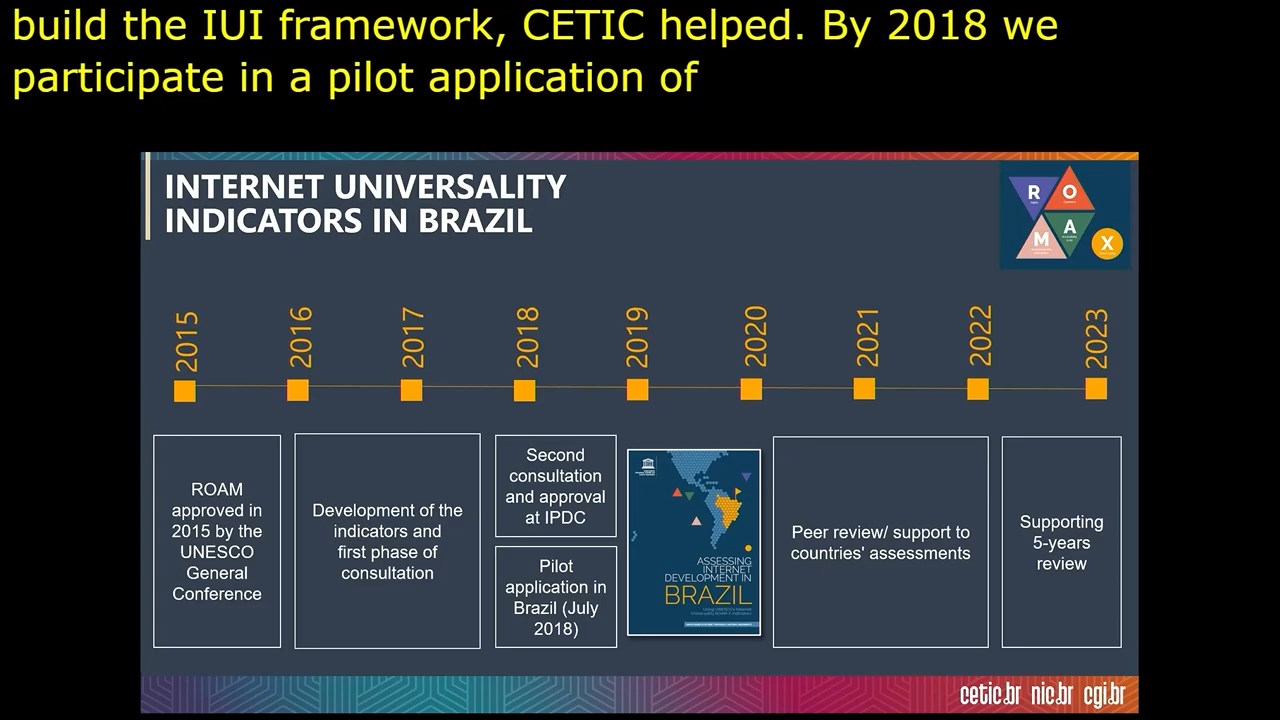 build the IUI framework, CETIC helped. By 2018 we
participate in a pilot application of
INTERNET UNIVERSALITY
INDICATORS IN BRAZIL
R
O
M
A
X
2015
2016
2017
2018
2019
2020
2021
2022
2023
ROAM
approved in
2015 by the
UNESCO
General
Conference
Development of the
indicators and
first phase of
consultation
Second
consultation
and approval
at IPDC
Pilot
application in
Brazil (July
2018)
ASSESSING
INTERNET
DEVELOPMENT IN
BRAZIL
Peer review/ support to
countries' assessments
Supporting
5-years
review
cetic.br nic.br cgi.br